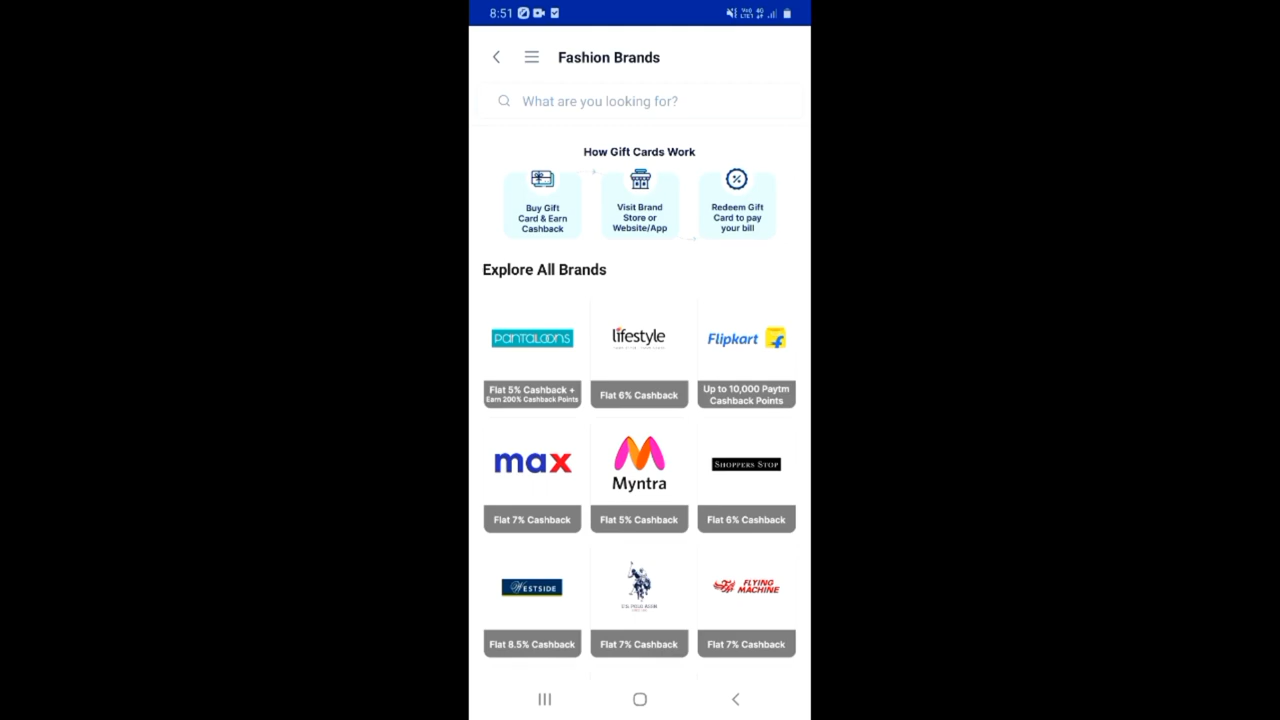 8:51
Fashion Brands
What are you looking for?
How Gift Cards Work
Buy Gift
Card & Earn
Cashback
Visit Brand
Store or
Website/App
Redeem Gift
Card to pay
your bill
Explore All Brands
PANTALOONS
Flat 5% Cashback +
Earn 200% Cashback Points
lifestyle
Flat 6% Cashback
Flipkart
Up to 10,000 Paytm
Cashback Points
max
Flat 7% Cashback
Myntra
Flat 5% Cashback
SHOPPERS STOP
Flat 6% Cashback
WESTSIDE
Flat 8.5% Cashback
Flat 7% Cashback
FLYING
MACHINE
Flat 7% Cashback